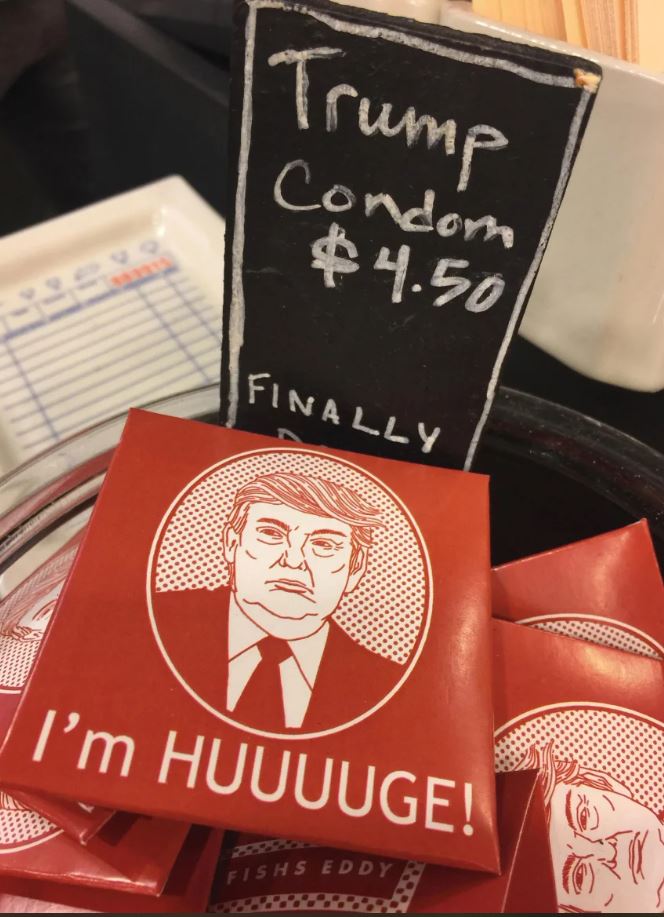 Trump
Condom
$4.50
FINALLY
I'm HUUUUGE!
FISHS EDDY